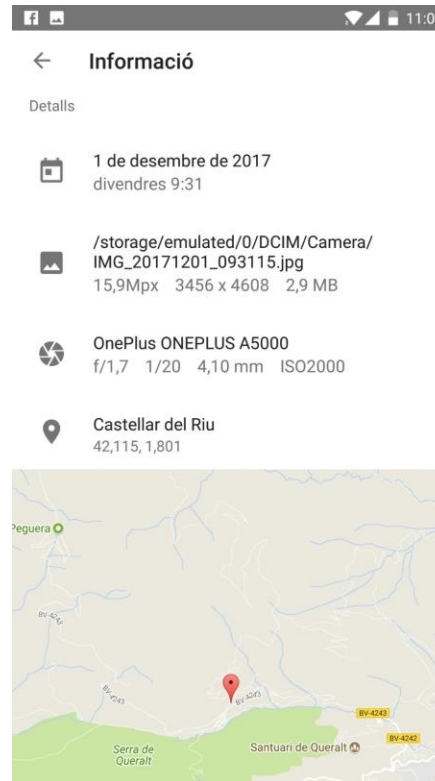 11:0
Informació
Detalls
1 de desembre de 2017
divendres 9:31
/storage/emulated/0/DCIM/Camera/
IMG_20171201_093115.jpg
15,9Mpx 3456 x 4608 2,9 MB
OnePlus ONEPLUS A5000
f/1,7 1/20 4,10 mm ISO2000
Castellar del Riu
42,115, 1,801
Peguera
BV-4243
BV-4243
BV-4243
BV-4243
BV-4242
Serra de
Queralt
Santuari de Queralt